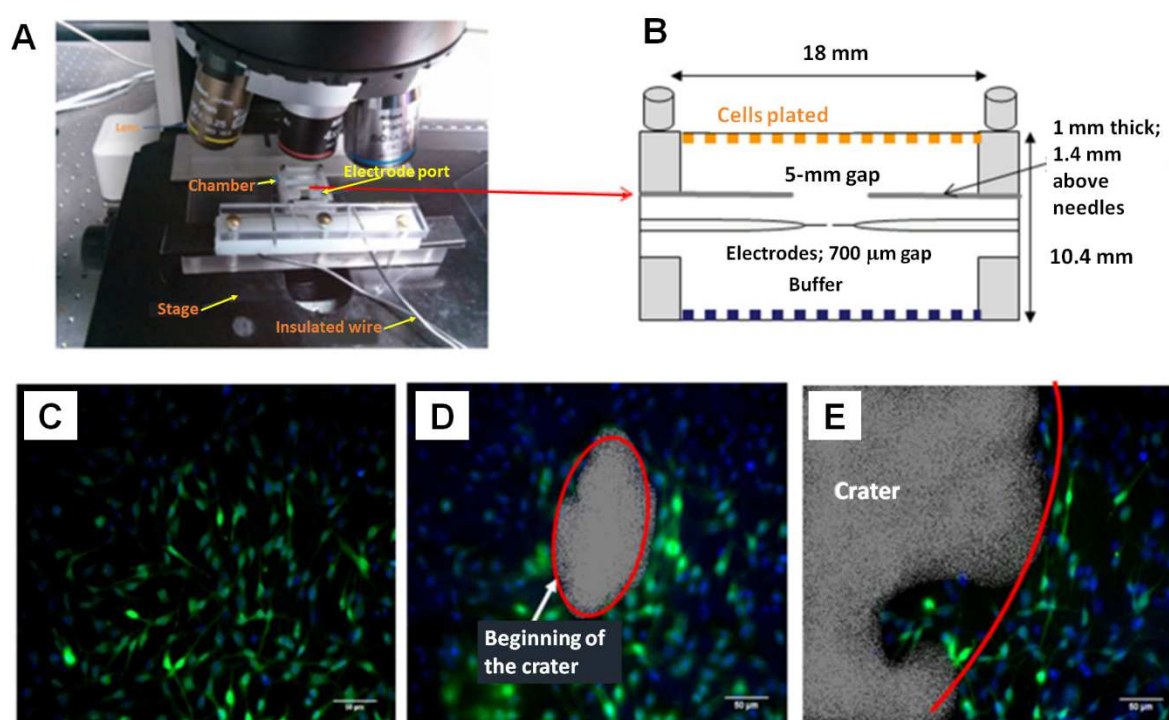 A
Lens
Chamber
Electrode port
Stage
Insulated wire
B
18 mm
Cells plated
5-mm gap
1 mm thick;
1.4 mm
above
needles
Electrodes; 700 μm gap
Buffer
10.4 mm
C
D
Beginning of
the crater
50 μm
E
Crater
50 μm